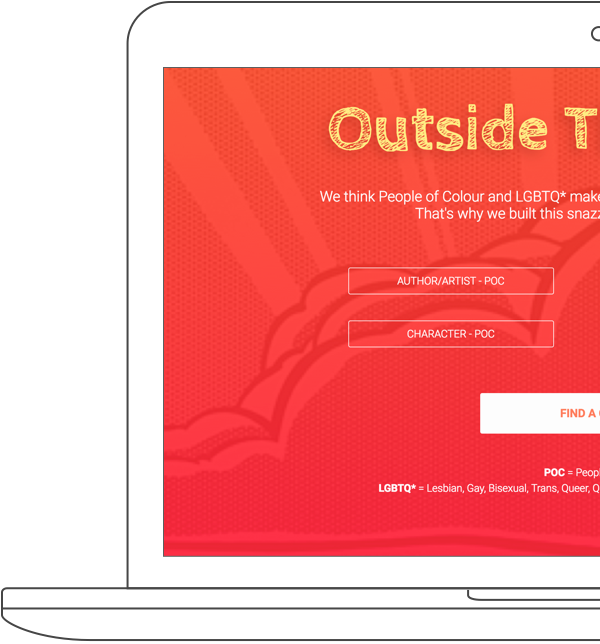 Outside T
We think People of Colour and LGBTQ* make
That's why we built this snazz
AUTHOR/ARTIST - POC
CHARACTER - POC
FIND A
POC = Peop
LGBTQ* = Lesbian, Gay, Bisexual, Trans, Queer, Q